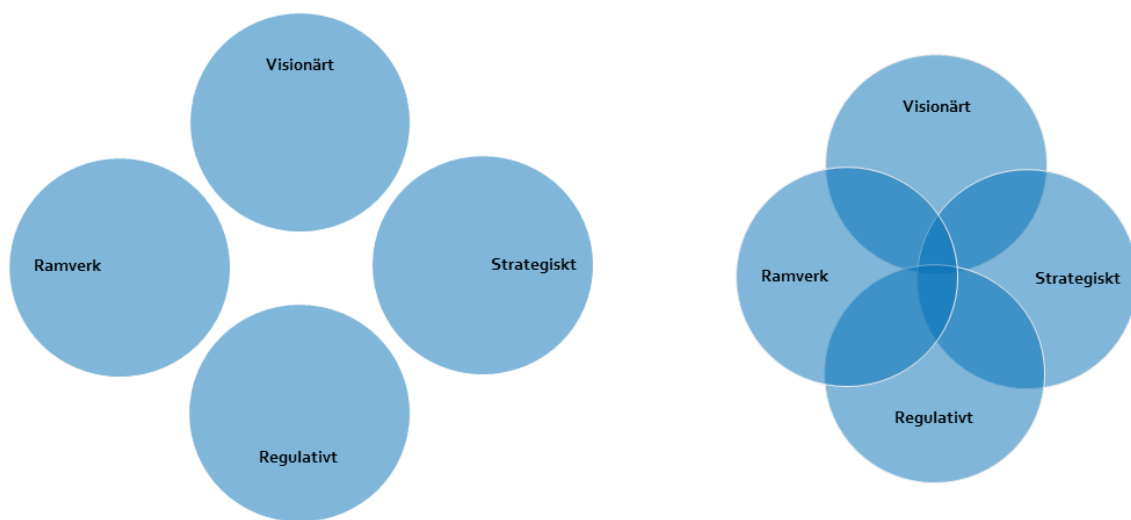 Visionärt
Ramverk
Strategiskt
Regulativt
Visionärt
Ramverk
Strategiskt
Regulativt